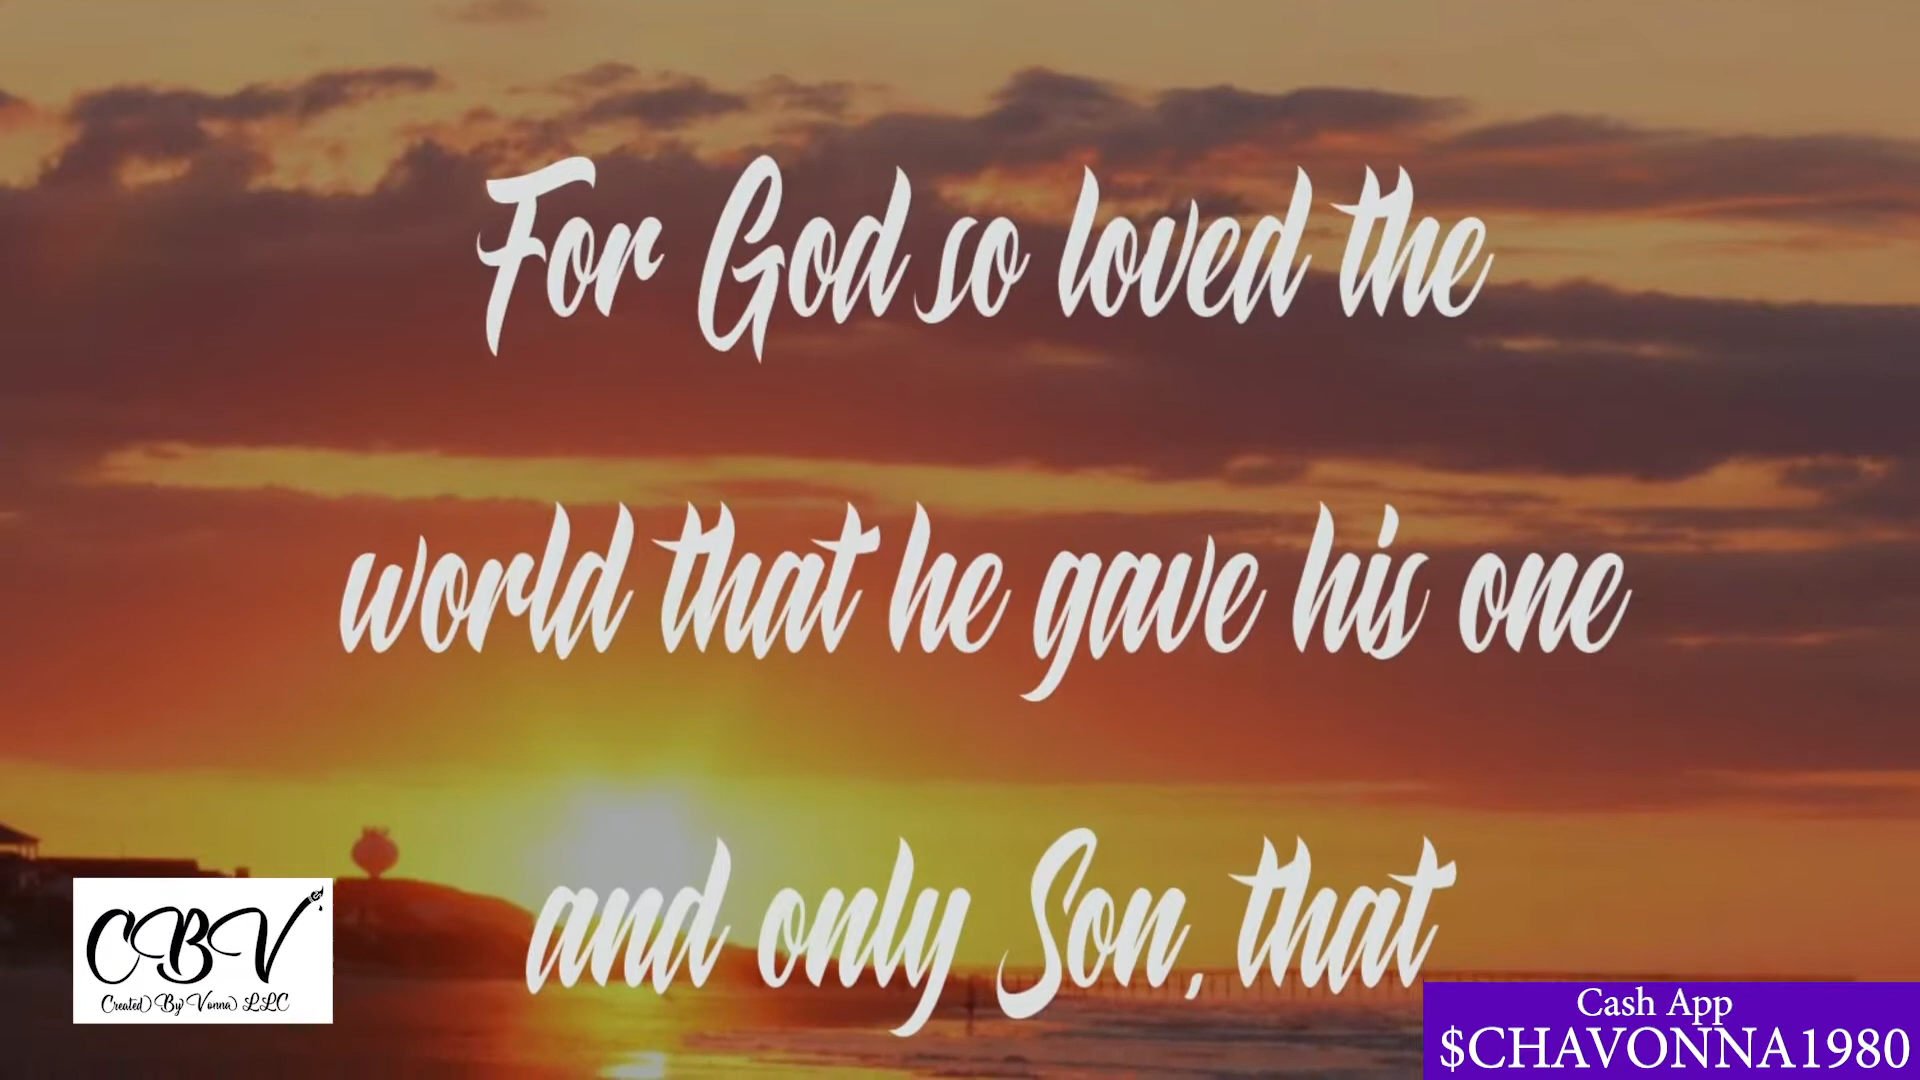 For God so loved the
world that he gave his one
and only Son, that
CBV
Created By Vonna LLC
Cash App
$CHAVONNA1980